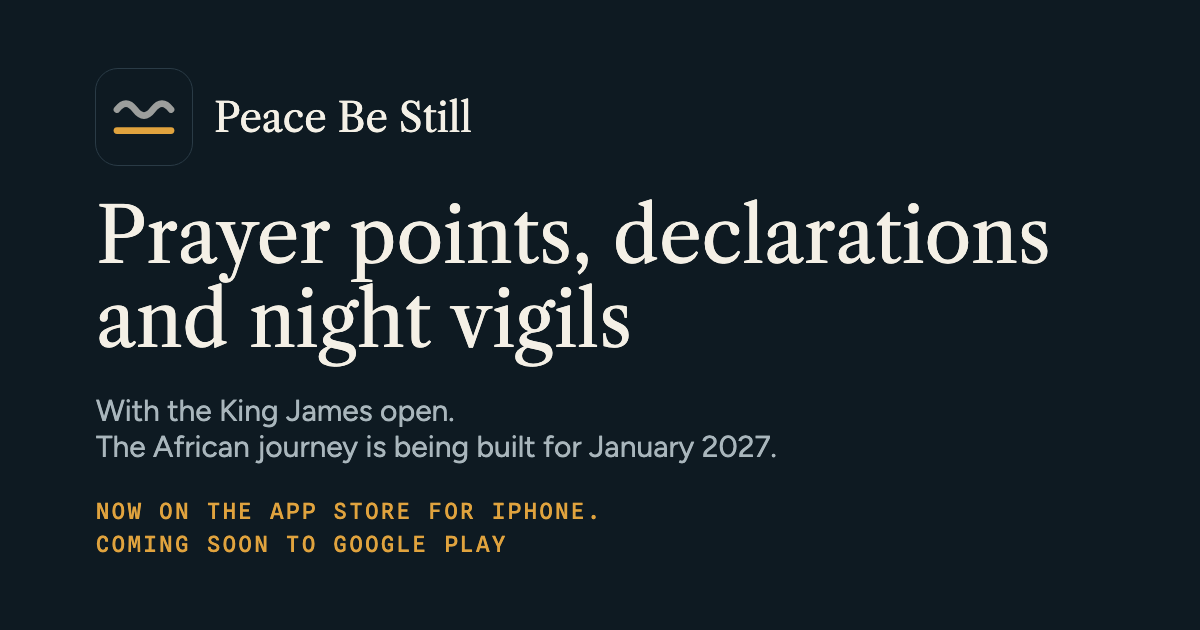 Peace Be Still
Prayer points, declarations
and night vigils
With the King James open.
The African journey is being built for January 2027.
NOW ON THE APP STORE FOR IPHONE.
COMING SOON TO GOOGLE PLAY